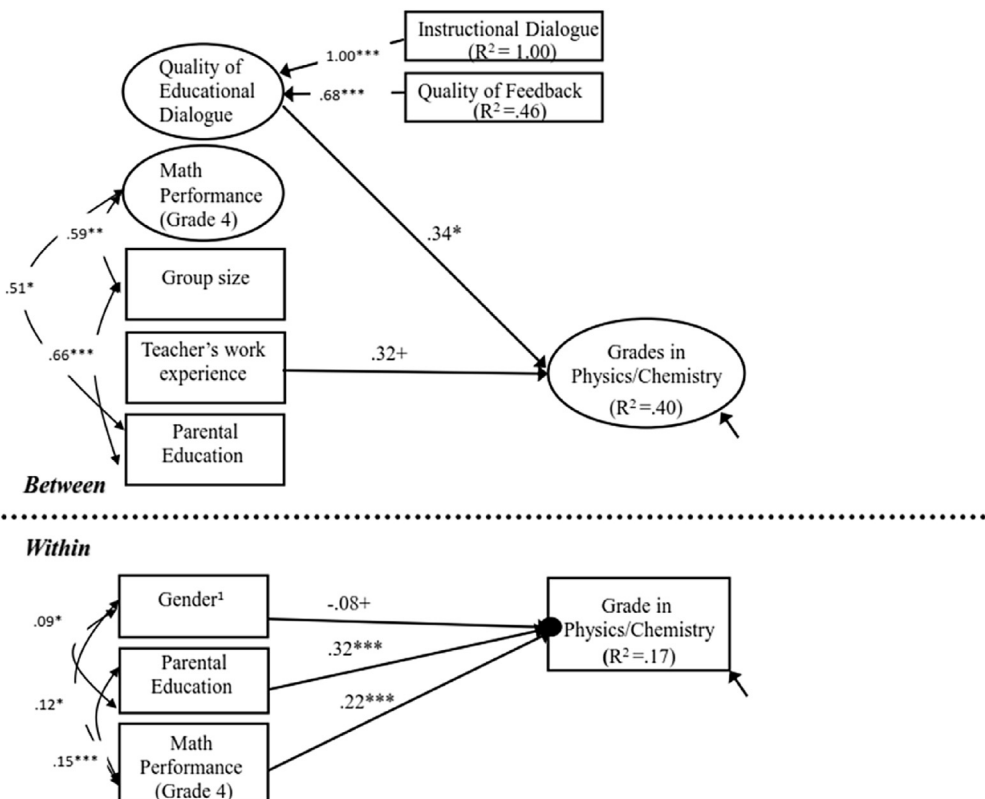 Instructional Dialogue
(R² = 1.00)
1.00***
Quality of
Educational
Dialogue
.68***
Quality of Feedback
(R² =.46)
Math
Performance
(Grade 4)
.59**
.34*
Group size
.51*
.66***
Teacher's work
experience
.32+
Grades in
Physics/Chemistry
(R² =.40)
Parental
Education
Between
Within
Gender¹
-.08+
.09*
Grade in
Physics/Chemistry
(R² =.17)
.32***
Parental
Education
.12*
.22***
Math
Performance
(Grade 4)
.15***